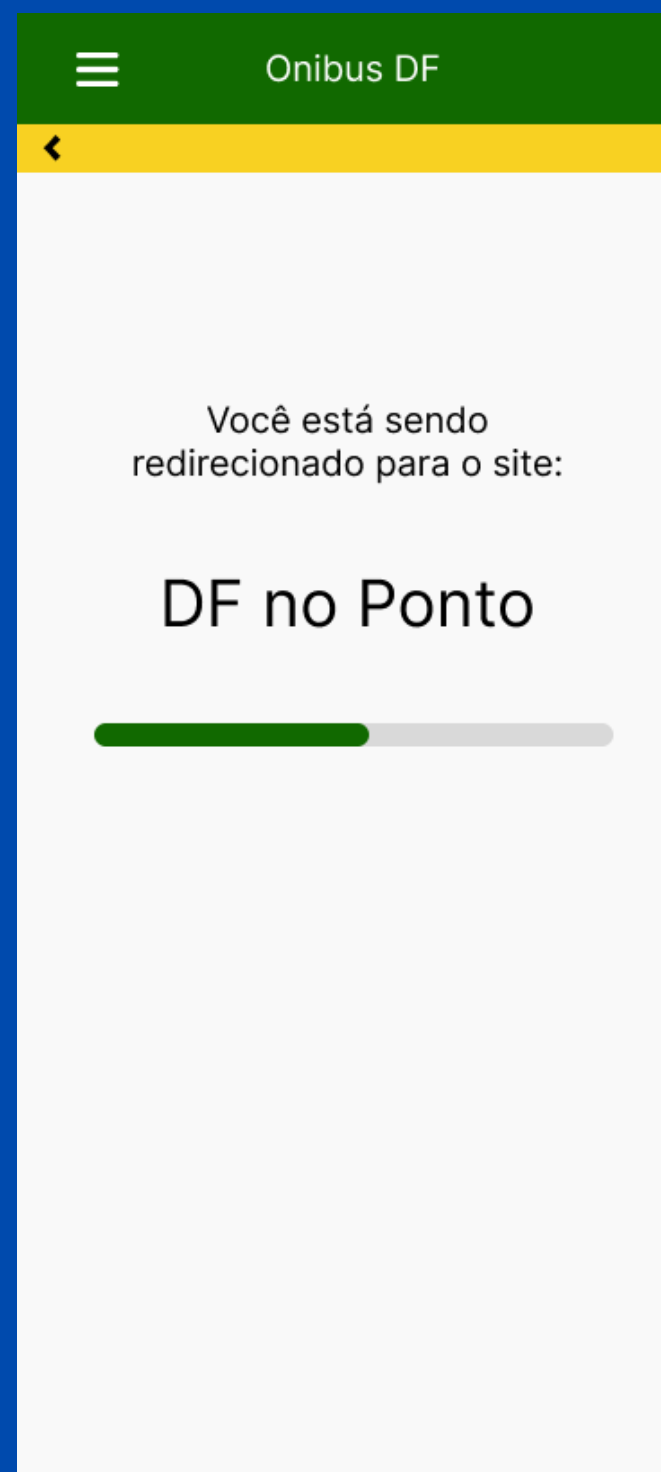 Onibus DF
Você está sendo
redirecionado para o site:
DF no Ponto